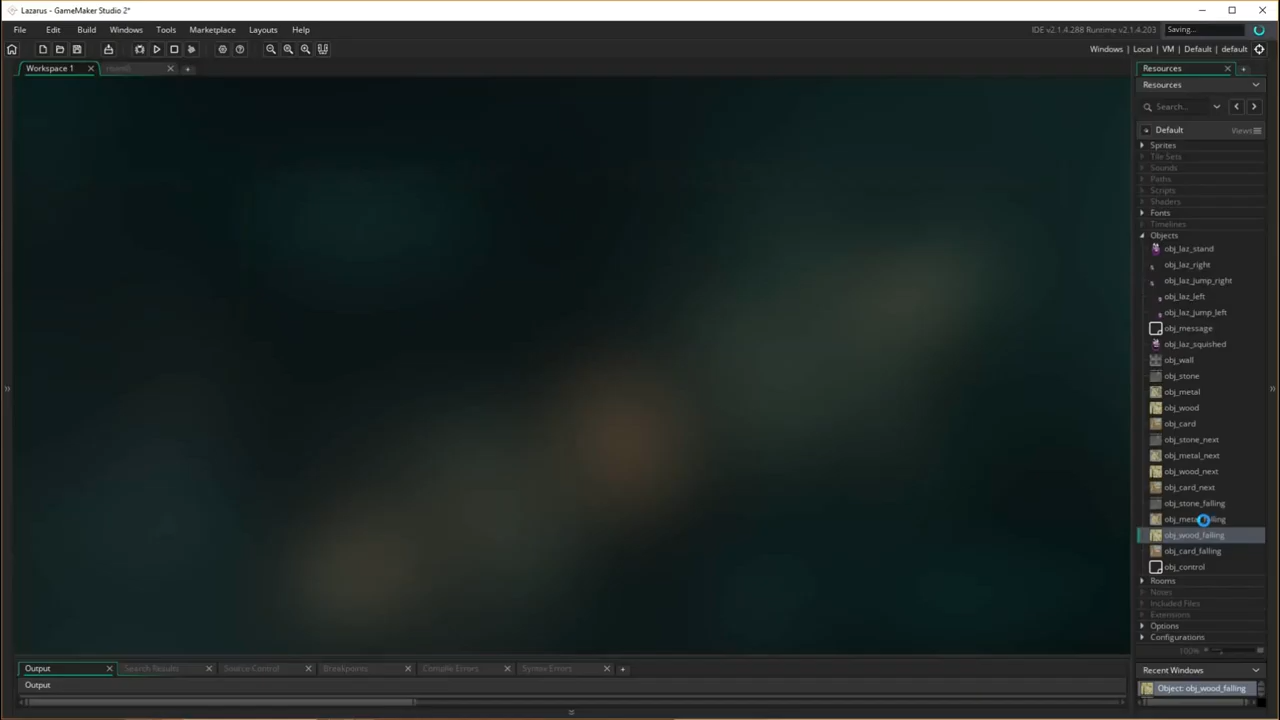 Lazarus - GameMaker Studio 2*
File Edit Build Windows Tools Marketplace Layouts Help
IDE v2.1.4.288 Runtime v2.1.4.203 Saving...
Windows | Local | VM | Default | default
Workspace 1
Resources
Resources
Search...
Default Views
Sprites
Tile Sets
Sounds
Paths
Scripts
Shaders
Fonts
Timelines
Objects
obj_laz_stand
obj_laz_right
obj_laz_jump_right
obj_laz_left
obj_laz_jump_left
obj_message
obj_laz_squished
obj_wall
obj_stone
obj_metal
obj_wood
obj_card
obj_stone_next
obj_metal_next
obj_wood_next
obj_card_next
obj_stone_falling
obj_metal_falling
obj_wood_falling
obj_card_falling
obj_control
Rooms
Notes
Included Files
Extensions
Options
Configurations
100%
Output Search Results Source Control Breakpoints Compile Errors Syntax Errors
Output
Recent Windows
Object: obj_wood_falling